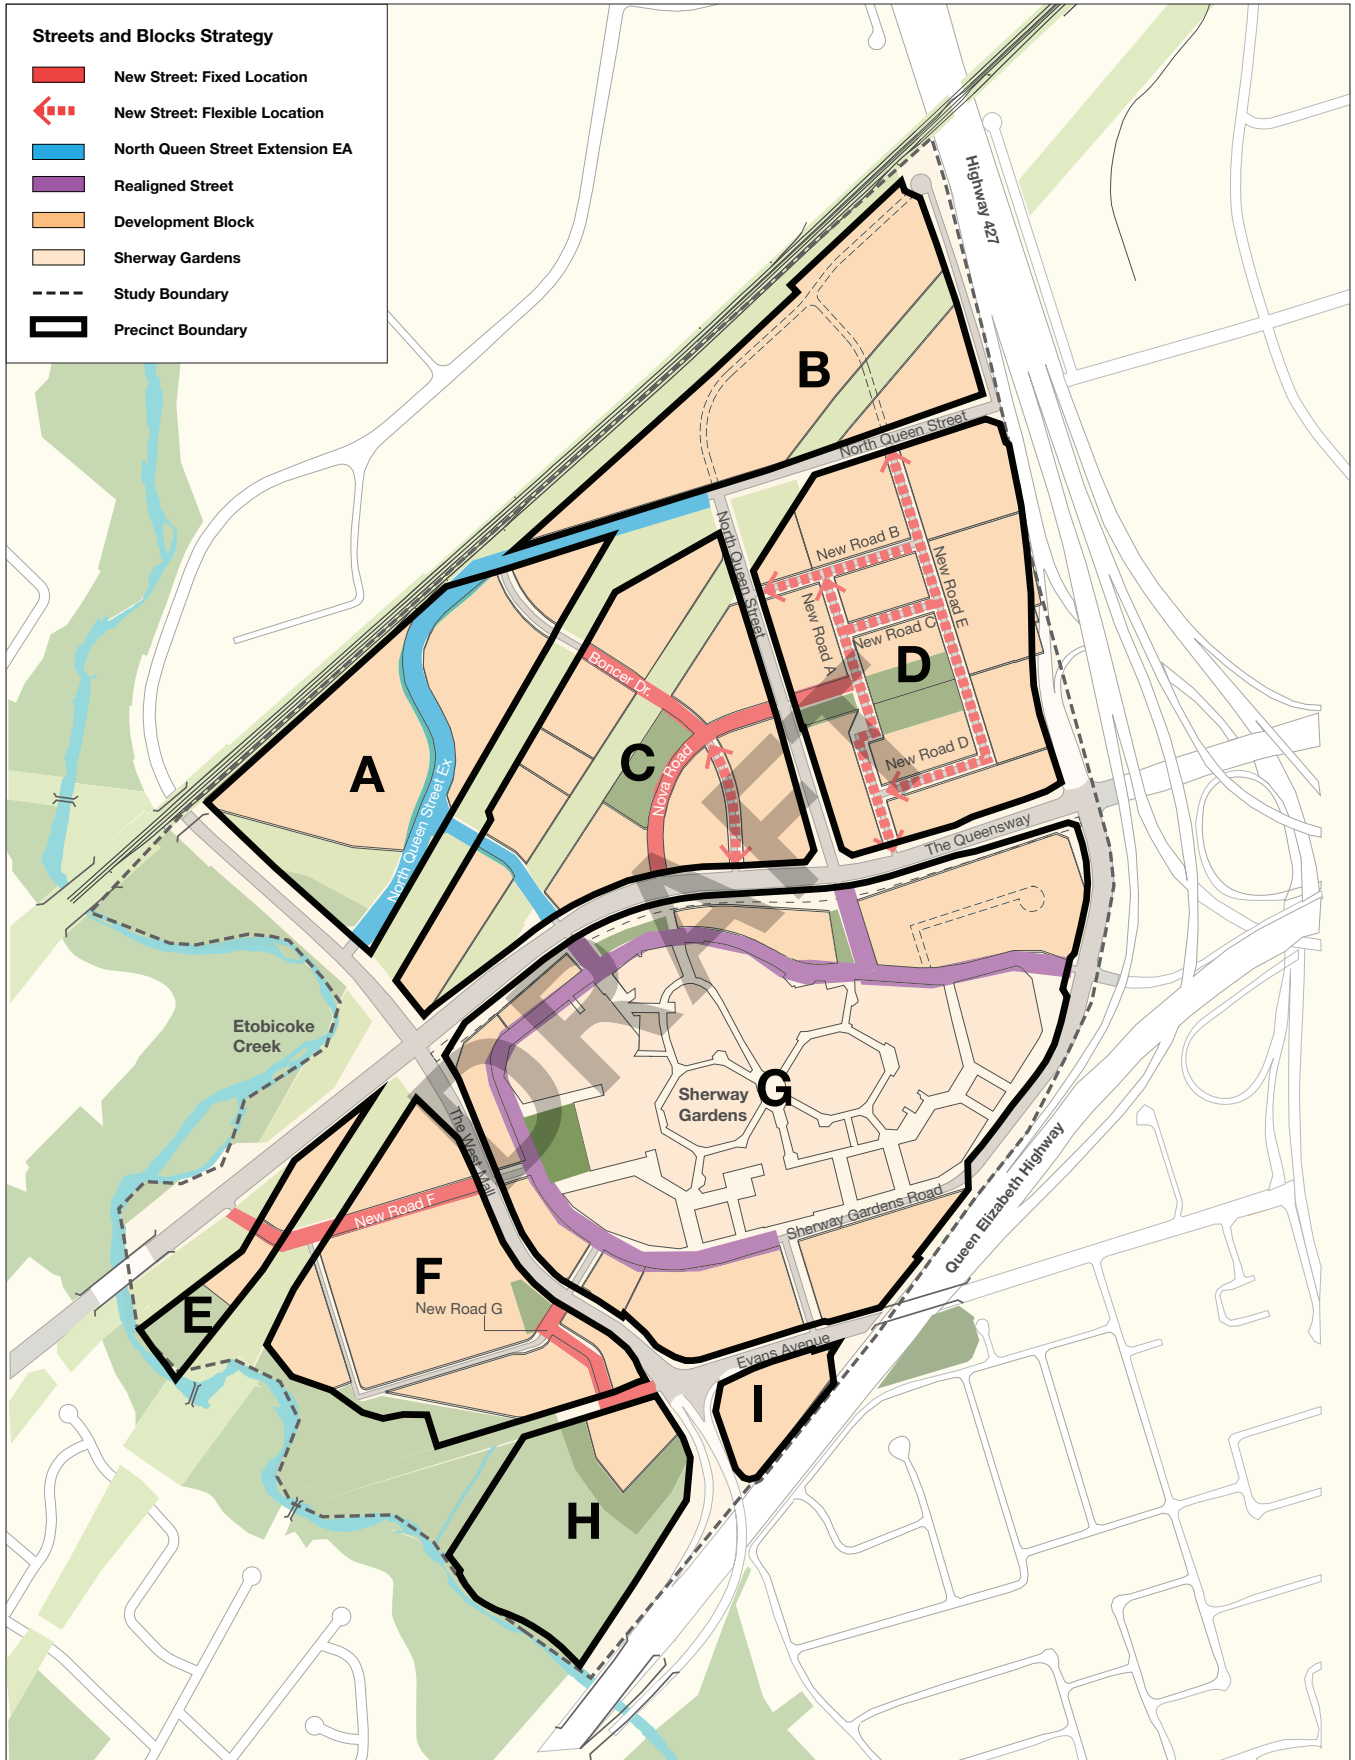 Streets and Blocks Strategy
New Street: Fixed Location
New Street: Flexible Location
North Queen Street Extension EA
Realigned Street
Development Block
Sherway Gardens
Study Boundary
Precinct Boundary
Highway 427
B
North Queen Street
North Queen Street
New Road B
New Road E
New Road A
New Road C
D
Boncer Dr.
C
Nova Road
New Road D
A
North Queen Street Ex
The Queensway
DRAFT
Etobicoke
Creek
Sherway
Gardens
G
The West Mall
New Road F
Sherway Gardens Road
Queen Elizabeth Highway
F
New Road G
E
Evans Avenue
I
H